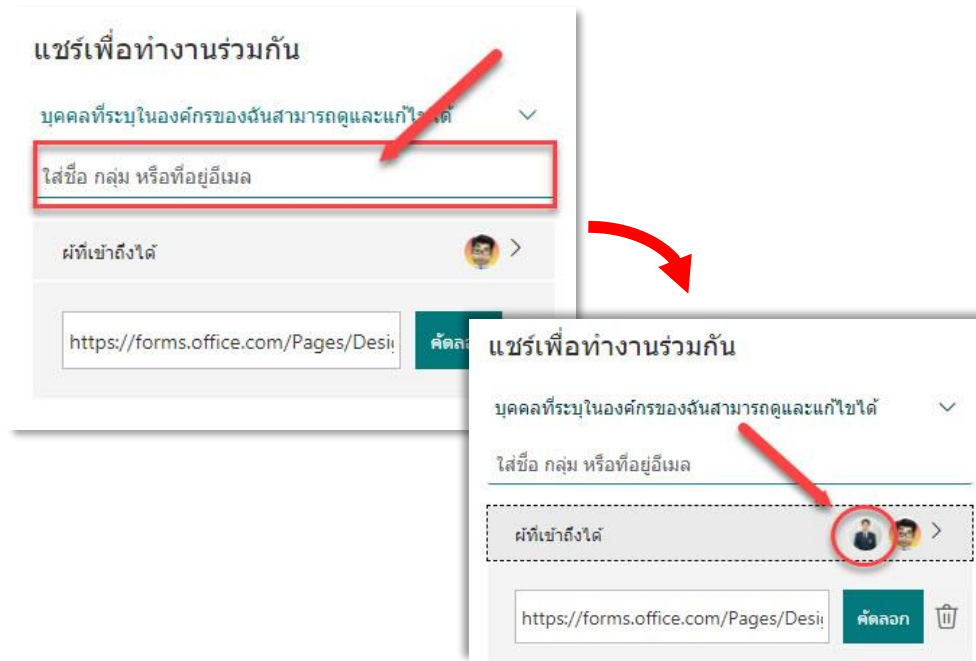 แชร์เพื่อทำงานร่วมกัน
บุคคลที่ระบุในองค์กรของฉันสามารถดูและแก้ไขได้
ใส่ชื่อ กลุ่ม หรือที่อยู่อีเมล
ผู้ที่เข้าถึงได้
https://forms.office.com/Pages/Desi
คัดล
แชร์เพื่อทำงานร่วมกัน
บุคคลที่ระบุในองค์กรของฉันสามารถดูและแก้ไขได้
ใส่ชื่อ กลุ่ม หรือที่อยู่อีเมล
ผู้ที่เข้าถึงได้
https://forms.office.com/Pages/Desi
คัดลอก